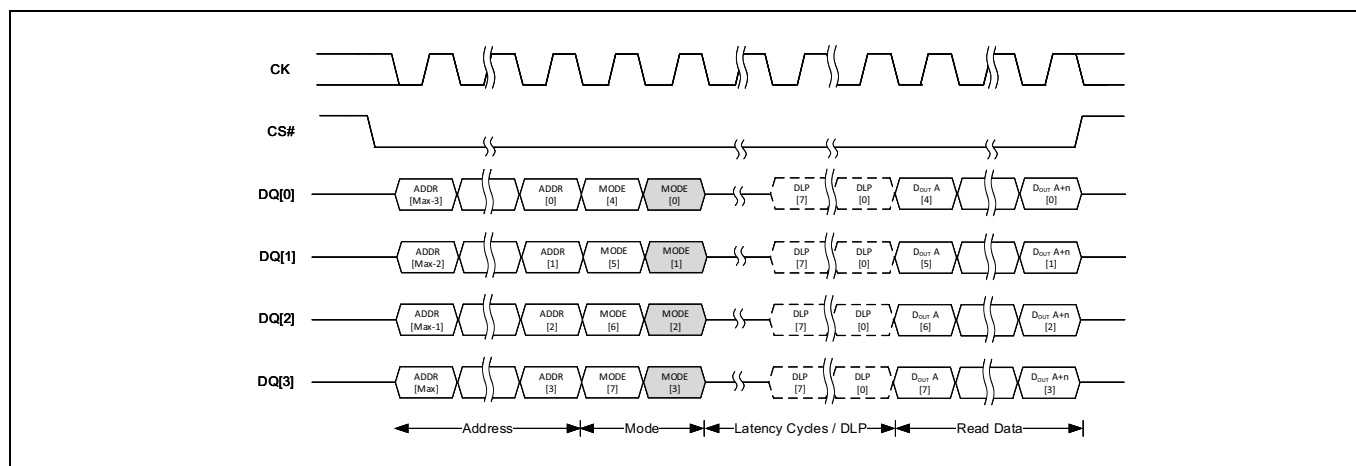 CK
CS#
DQ[0] ADDR [Max-3] ADDR [0] MODE [4] MODE [0] DLP [7] DLP [0] DOUT A [4] DOUT A+n [0]
DQ[1] ADDR [Max-2] ADDR [1] MODE [5] MODE [1] DLP [7] DLP [0] DOUT A [5] DOUT A+n [1]
DQ[2] ADDR [Max-1] ADDR [2] MODE [6] MODE [2] DLP [7] DLP [0] DOUT A [6] DOUT A+n [2]
DQ[3] ADDR [Max] ADDR [3] MODE [7] MODE [3] DLP [7] DLP [0] DOUT A [7] DOUT A+n [3]
Address Mode Latency Cycles / DLP Read Data